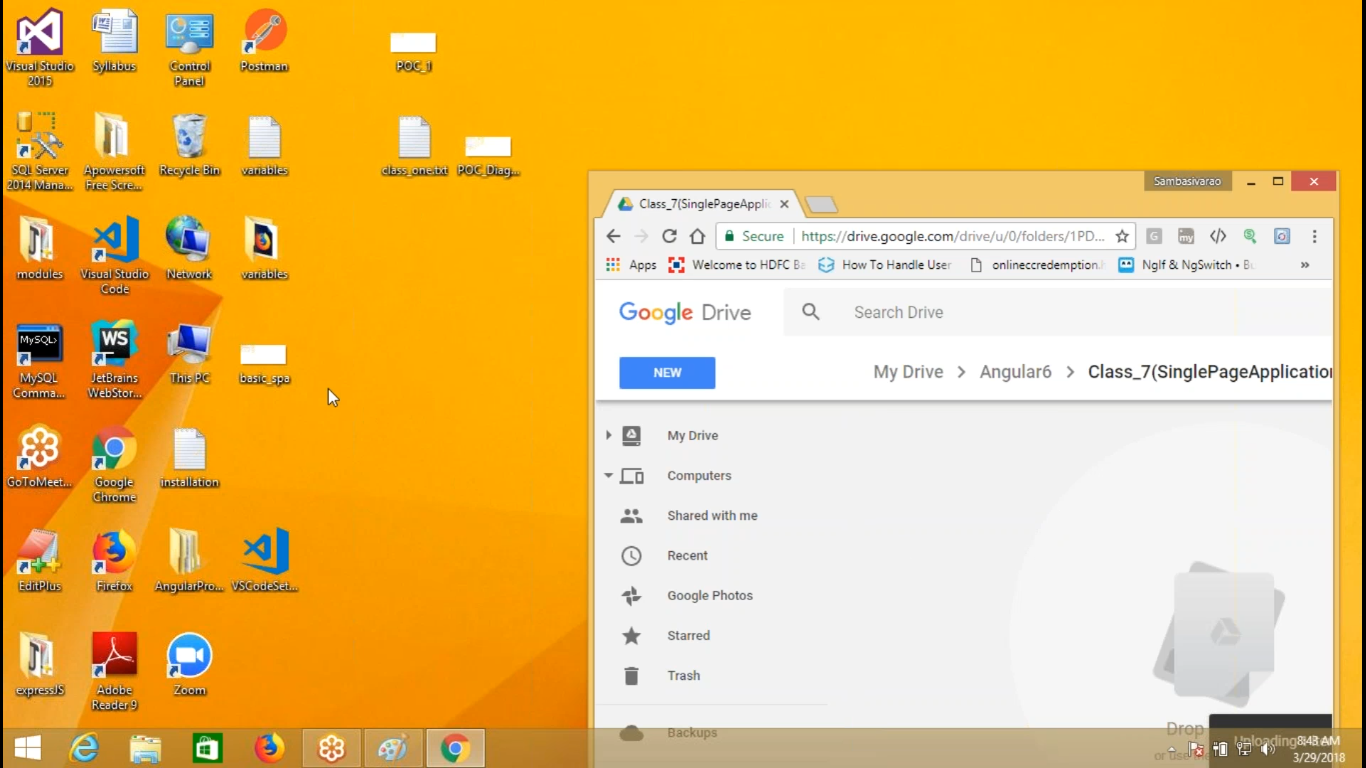 Visual Studio
2015
Syllabus
Control
Panel
Postman
POC_1
SQL Server
2014 Mana...
Apowersoft
Free Scre...
Recycle Bin
variables
class_one.txt
POC_Diag...
modules
Visual Studio
Code
Network
variables
MySQL>
MySQL
Comma...
WS
JetBrains
WebStor...
This PC
basic_spa
GoToMeet...
Google
Chrome
installation
EditPlus
Firefox
AngularPro...
VSCodeSet...
expressJS
Adobe
Reader 9
Zoom
Sambasivarao
Class_7(SinglePageApplic
Secure
https://drive.google.com/drive/u/0/folders/1PD...
G
my
Apps
Welcome to HDFC Ba
How To Handle User
onlineccredemption.
NgIf & NgSwitch • Bu
Google Drive
Search Drive
NEW
My Drive > Angular6 > Class_7(SinglePageApplication
My Drive
Computers
Shared with me
Recent
Google Photos
Starred
Trash
Backups
Drop
or use the
Uploading
8:43 AM
3/29/2018